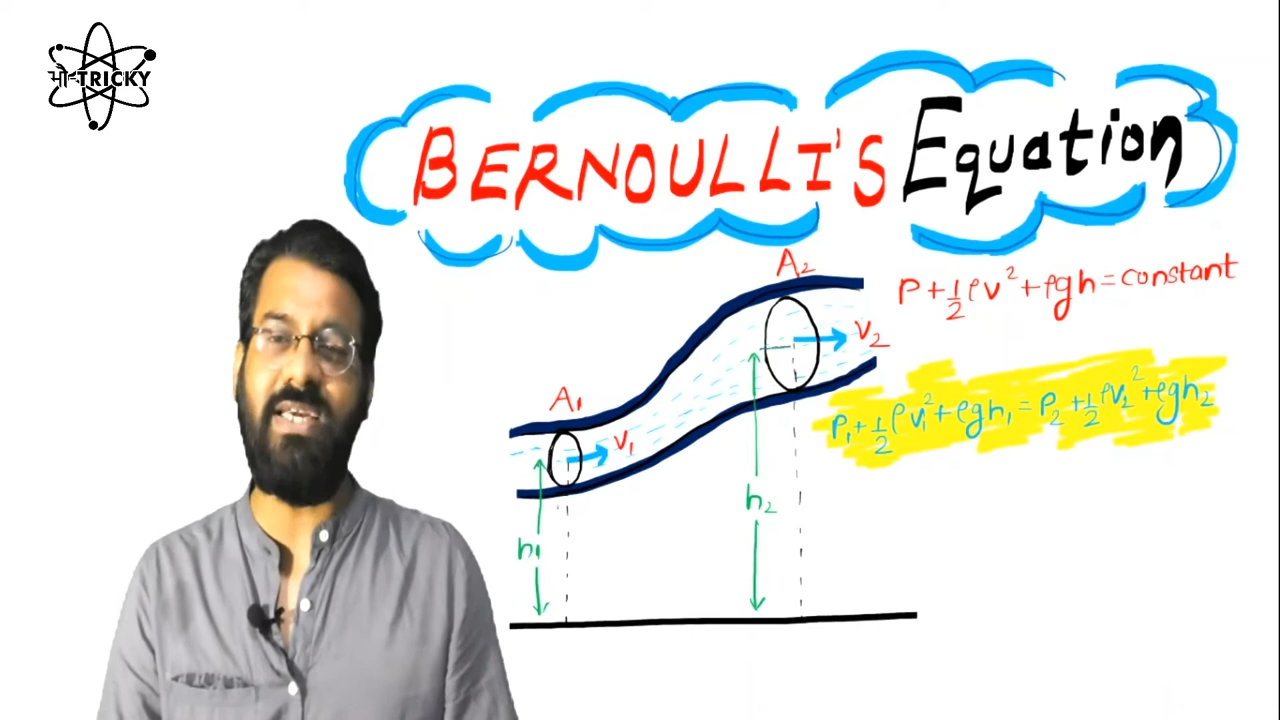 भौ-TRICKY
BERNOULLI'S Equation
A₂
P + ½ρv² + ρgh = constant
v₂
P₁ + ½ρv₁² + ρgh₁ = P₂ + ½ρv₂² + ρgh₂
A₁
v₁
h₂
h₁